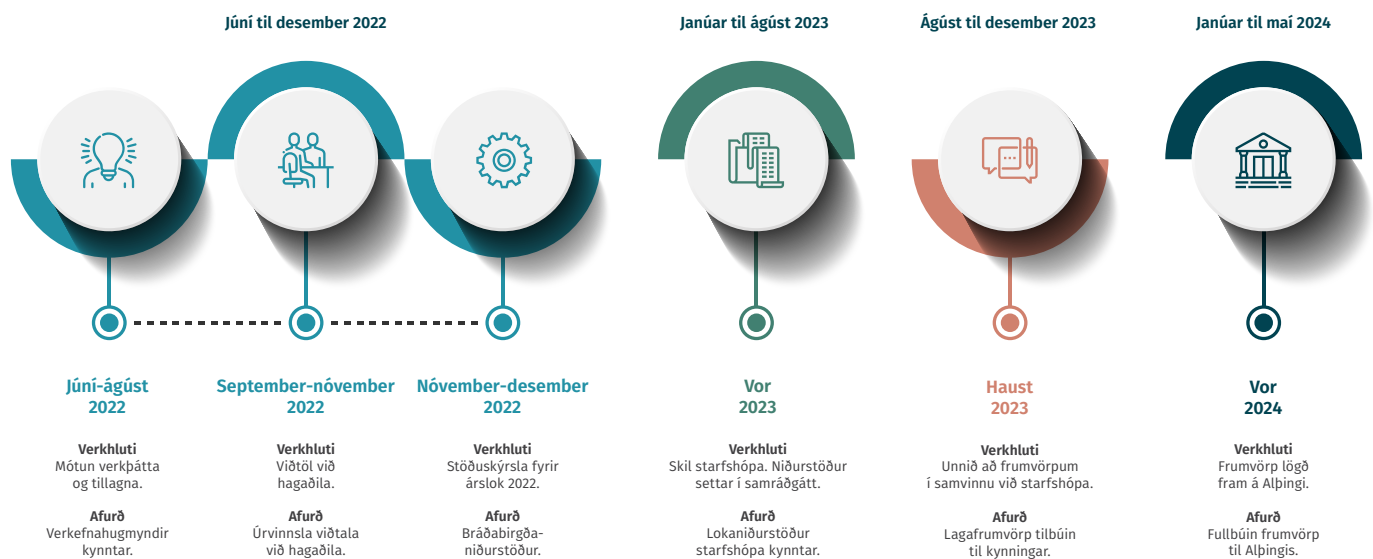 Júní til desember 2022
Janúar til ágúst 2023
Ágúst til desember 2023
Janúar til maí 2024
Júní-ágúst
2022
Verkhluti
Mótun verkþátta
og tillagna.
Afurð
Verkefnahugmyndir
kynntar.
September-nóvember
2022
Verkhluti
Viðtöl við
hagaðila.
Afurð
Úrvinnsla viðtala
við hagaðila.
Nóvember-desember
2022
Verkhluti
Stöðuskýrsla fyrir
árslok 2022.
Afurð
Bráðabirgða-
niðurstöður.
Vor
2023
Verkhluti
Skil starfshópa. Niðurstöður
settar í samráðgátt.
Afurð
Lokaniðurstöður
starfshópa kynntar.
Haust
2023
Verkhluti
Unnið að frumvörpum
í samvinnu við starfshópa.
Afurð
Lagafrumvörp tilbúin
til kynningar.
Vor
2024
Verkhluti
Frumvörp lögð
fram á Alþingi.
Afurð
Fullbúin frumvörp
til Alþingis.